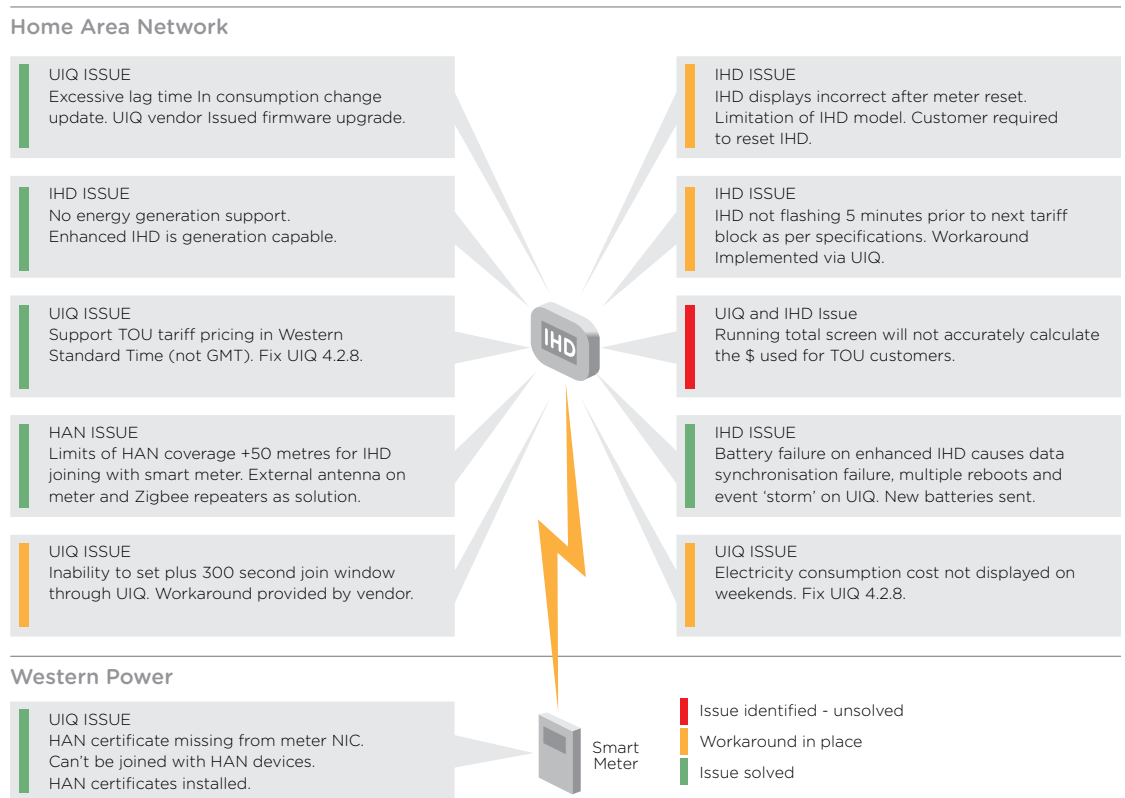 Home Area Network
UIQ ISSUE
Excessive lag time In consumption change
update. UIQ vendor Issued firmware upgrade.
IHD ISSUE
No energy generation support.
Enhanced IHD is generation capable.
UIQ ISSUE
Support TOU tariff pricing in Western
Standard Time (not GMT). Fix UIQ 4.2.8.
HAN ISSUE
Limits of HAN coverage +50 metres for IHD
joining with smart meter. External antenna on
meter and Zigbee repeaters as solution.
UIQ ISSUE
Inability to set plus 300 second join window
through UIQ. Workaround provided by vendor.
IHD
IHD ISSUE
IHD displays incorrect after meter reset.
Limitation of IHD model. Customer required
to reset IHD.
IHD ISSUE
IHD not flashing 5 minutes prior to next tariff
block as per specifications. Workaround
Implemented via UIQ.
UIQ and IHD Issue
Running total screen will not accurately calculate
the $ used for TOU customers.
IHD ISSUE
Battery failure on enhanced IHD causes data
synchronisation failure, multiple reboots and
event ‘storm’ on UIQ. New batteries sent.
UIQ ISSUE
Electricity consumption cost not displayed on
weekends. Fix UIQ 4.2.8.
Western Power
UIQ ISSUE
HAN certificate missing from meter NIC.
Can’t be joined with HAN devices.
HAN certificates installed.
Smart
Meter
Issue identified - unsolved
Workaround in place
Issue solved